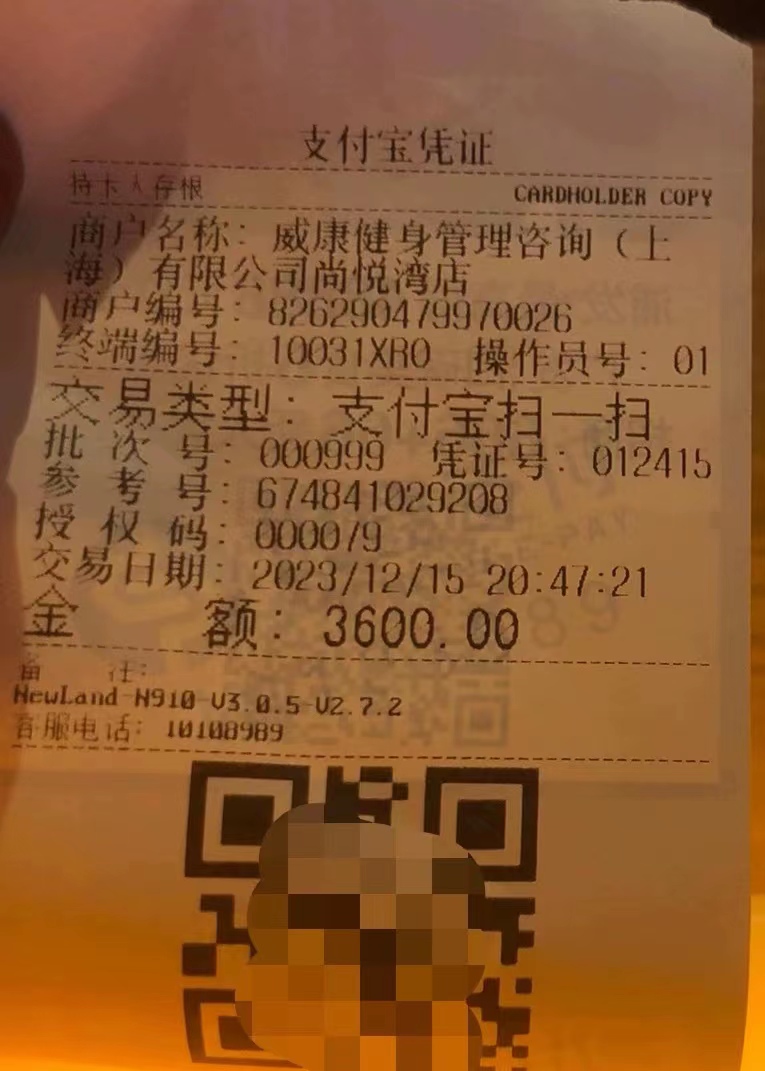 支付宝凭证
持卡人存根 CARDHOLDER COPY
商户名称：威康健身管理咨询（上
海）有限公司尚悦湾店
商户编号：826290479970026
终端编号：10031XR0 操作员号：01
交易类型：支付宝扫一扫
批次号：000999 凭证号：012415
参考号：674841029208
授权码：000079
交易日期：2023/12/15 20:47:21
金额：3600.00
备注：
NewLand-N910-V3.0.5-V2.7.2
客服电话：10108989